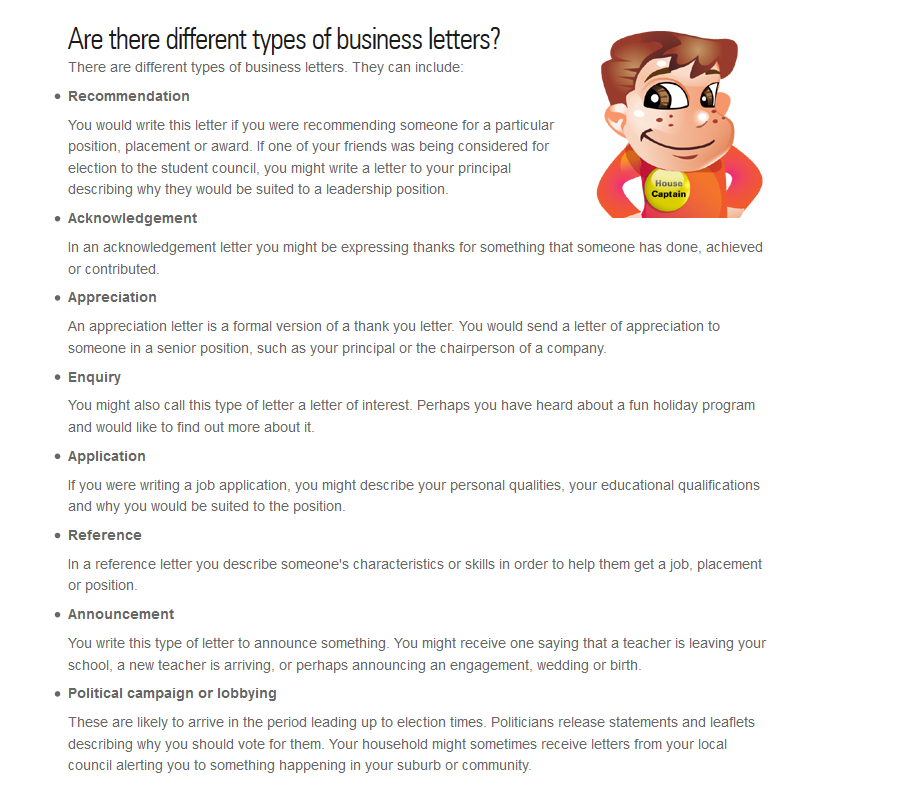 Are there different types of business letters?
There are different types of business letters. They can include:
• Recommendation
You would write this letter if you were recommending someone for a particular
position, placement or award. If one of your friends was being considered for
election to the student council, you might write a letter to your principal
describing why they would be suited to a leadership position.
House
Captain
• Acknowledgement
In an acknowledgement letter you might be expressing thanks for something that someone has done, achieved
or contributed.
• Appreciation
An appreciation letter is a formal version of a thank you letter. You would send a letter of appreciation to
someone in a senior position, such as your principal or the chairperson of a company.
• Enquiry
You might also call this type of letter a letter of interest. Perhaps you have heard about a fun holiday program
and would like to find out more about it.
• Application
If you were writing a job application, you might describe your personal qualities, your educational qualifications
and why you would be suited to the position.
• Reference
In a reference letter you describe someone's characteristics or skills in order to help them get a job, placement
or position.
• Announcement
You write this type of letter to announce something. You might receive one saying that a teacher is leaving your
school, a new teacher is arriving, or perhaps announcing an engagement, wedding or birth.
• Political campaign or lobbying
These are likely to arrive in the period leading up to election times. Politicians release statements and leaflets
describing why you should vote for them. Your household might sometimes receive letters from your local
council alerting you to something happening in your suburb or community.